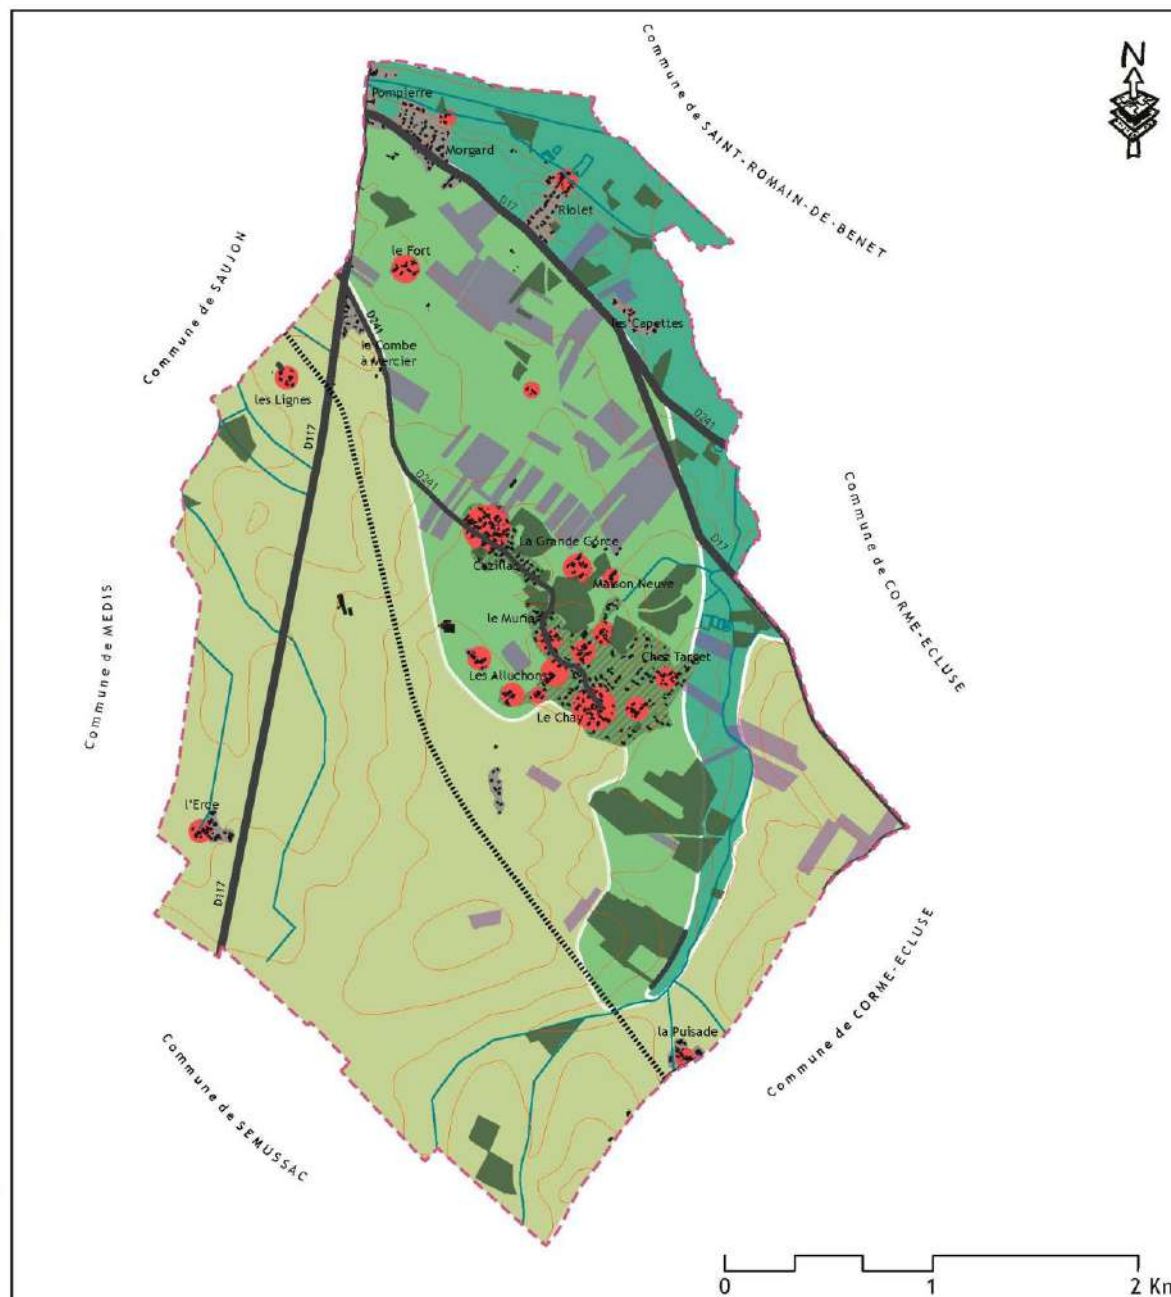 N
Commune de SAINT-ROMAIN-DE-BENET
Pompierre
Morgard
D17
Riolet
Commune de SAUJON
le Fort
les Capettes
D241
la Combe
à Mercier
les Lignes
D117
D241
D241
Commune de CORME-ECLUSE
D17
La Grande Gorce
Cozillac
Maison Neuve
Commune de MEDIS
le Murin
Chez Target
Les Alluchons
Le Chay
l'Erce
D117
Commune de CORME-ECLUSE
la Puisade
Commune de SEMUSSAC
0 1 2 Km